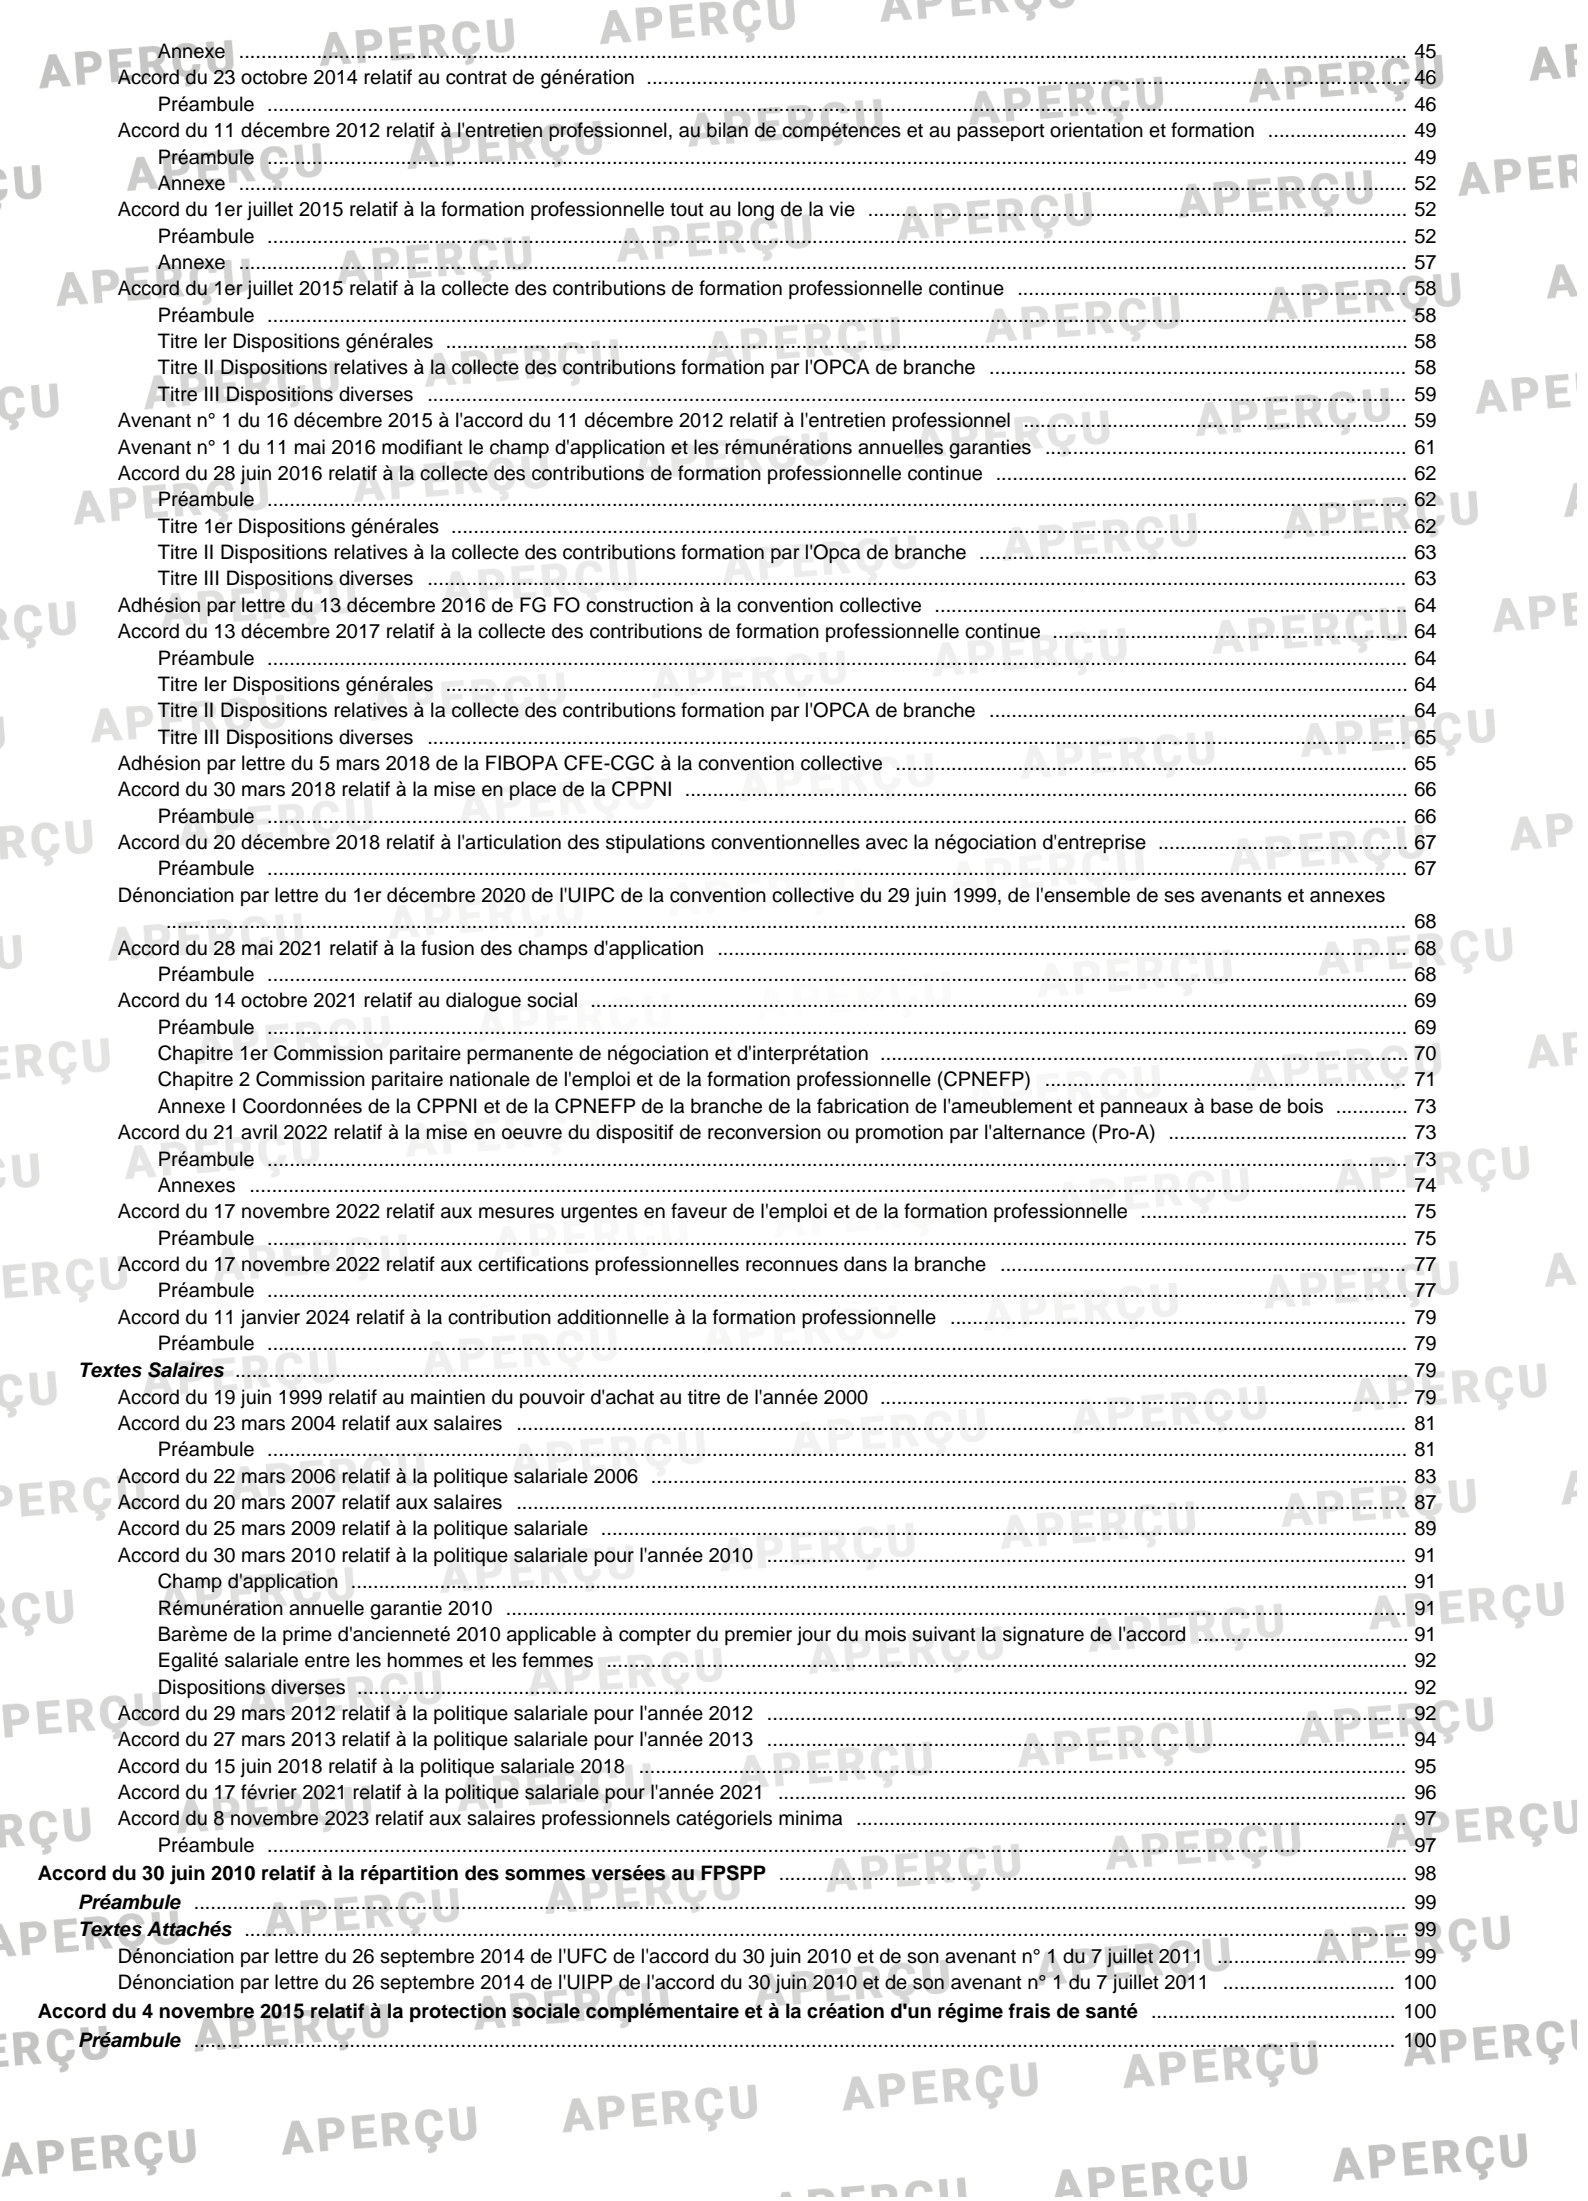 Annexe ........ 45
Accord du 23 octobre 2014 relatif au contrat de génération ........ 46
Préambule ........ 46
Accord du 11 décembre 2012 relatif à l'entretien professionnel, au bilan de compétences et au passeport orientation et formation ........ 49
Préambule ........ 49
Annexe ........ 52
Accord du 1er juillet 2015 relatif à la formation professionnelle tout au long de la vie ........ 52
Préambule ........ 52
Annexe ........ 57
Accord du 1er juillet 2015 relatif à la collecte des contributions de formation professionnelle continue ........ 58
Préambule ........ 58
Titre Ier Dispositions générales ........ 58
Titre II Dispositions relatives à la collecte des contributions formation par l'OPCA de branche ........ 58
Titre III Dispositions diverses ........ 59
Avenant n° 1 du 16 décembre 2015 à l'accord du 11 décembre 2012 relatif à l'entretien professionnel ........ 59
Avenant n° 1 du 11 mai 2016 modifiant le champ d'application et les rémunérations annuelles garanties ........ 61
Accord du 28 juin 2016 relatif à la collecte des contributions de formation professionnelle continue ........ 62
Préambule ........ 62
Titre 1er Dispositions générales ........ 62
Titre II Dispositions relatives à la collecte des contributions formation par l'Opca de branche ........ 63
Titre III Dispositions diverses ........ 63
Adhésion par lettre du 13 décembre 2016 de FG FO construction à la convention collective ........ 64
Accord du 13 décembre 2017 relatif à la collecte des contributions de formation professionnelle continue ........ 64
Préambule ........ 64
Titre Ier Dispositions générales ........ 64
Titre II Dispositions relatives à la collecte des contributions formation par l'OPCA de branche ........ 64
Titre III Dispositions diverses ........ 65
Adhésion par lettre du 5 mars 2018 de la FIBOPA CFE-CGC à la convention collective ........ 65
Accord du 30 mars 2018 relatif à la mise en place de la CPPNI ........ 66
Préambule ........ 66
Accord du 20 décembre 2018 relatif à l'articulation des stipulations conventionnelles avec la négociation d'entreprise ........ 67
Préambule ........ 67
Dénonciation par lettre du 1er décembre 2020 de l'UIPC de la convention collective du 29 juin 1999, de l'ensemble de ses avenants et annexes
........ 68
Accord du 28 mai 2021 relatif à la fusion des champs d'application ........ 68
Préambule ........ 68
Accord du 14 octobre 2021 relatif au dialogue social ........ 69
Préambule ........ 69
Chapitre 1er Commission paritaire permanente de négociation et d'interprétation ........ 70
Chapitre 2 Commission paritaire nationale de l'emploi et de la formation professionnelle (CPNEFP) ........ 71
Annexe I Coordonnées de la CPPNI et de la CPNEFP de la branche de la fabrication de l'ameublement et panneaux à base de bois ........ 73
Accord du 21 avril 2022 relatif à la mise en oeuvre du dispositif de reconversion ou promotion par l'alternance (Pro-A) ........ 73
Préambule ........ 73
Annexes ........ 74
Accord du 17 novembre 2022 relatif aux mesures urgentes en faveur de l'emploi et de la formation professionnelle ........ 75
Préambule ........ 75
Accord du 17 novembre 2022 relatif aux certifications professionnelles reconnues dans la branche ........ 77
Préambule ........ 77
Accord du 11 janvier 2024 relatif à la contribution additionnelle à la formation professionnelle ........ 79
Préambule ........ 79
Textes Salaires ........ 79
Accord du 19 juin 1999 relatif au maintien du pouvoir d'achat au titre de l'année 2000 ........ 79
Accord du 23 mars 2004 relatif aux salaires ........ 81
Préambule ........ 81
Accord du 22 mars 2006 relatif à la politique salariale 2006 ........ 83
Accord du 20 mars 2007 relatif aux salaires ........ 87
Accord du 25 mars 2009 relatif à la politique salariale ........ 89
Accord du 30 mars 2010 relatif à la politique salariale pour l'année 2010 ........ 91
Champ d'application ........ 91
Rémunération annuelle garantie 2010 ........ 91
Barème de la prime d'ancienneté 2010 applicable à compter du premier jour du mois suivant la signature de l'accord ........ 91
Egalité salariale entre les hommes et les femmes ........ 92
Dispositions diverses ........ 92
Accord du 29 mars 2012 relatif à la politique salariale pour l'année 2012 ........ 92
Accord du 27 mars 2013 relatif à la politique salariale pour l'année 2013 ........ 94
Accord du 15 juin 2018 relatif à la politique salariale 2018 ........ 95
Accord du 17 février 2021 relatif à la politique salariale pour l'année 2021 ........ 96
Accord du 8 novembre 2023 relatif aux salaires professionnels catégoriels minima ........ 97
Préambule ........ 97
Accord du 30 juin 2010 relatif à la répartition des sommes versées au FPSPP ........ 98
Préambule ........ 99
Textes Attachés ........ 99
Dénonciation par lettre du 26 septembre 2014 de l'UFC de l'accord du 30 juin 2010 et de son avenant n° 1 du 7 juillet 2011 ........ 99
Dénonciation par lettre du 26 septembre 2014 de l'UIPP de l'accord du 30 juin 2010 et de son avenant n° 1 du 7 juillet 2011 ........ 100
Accord du 4 novembre 2015 relatif à la protection sociale complémentaire et à la création d'un régime frais de santé ........ 100
Préambule ........ 100
APERÇU